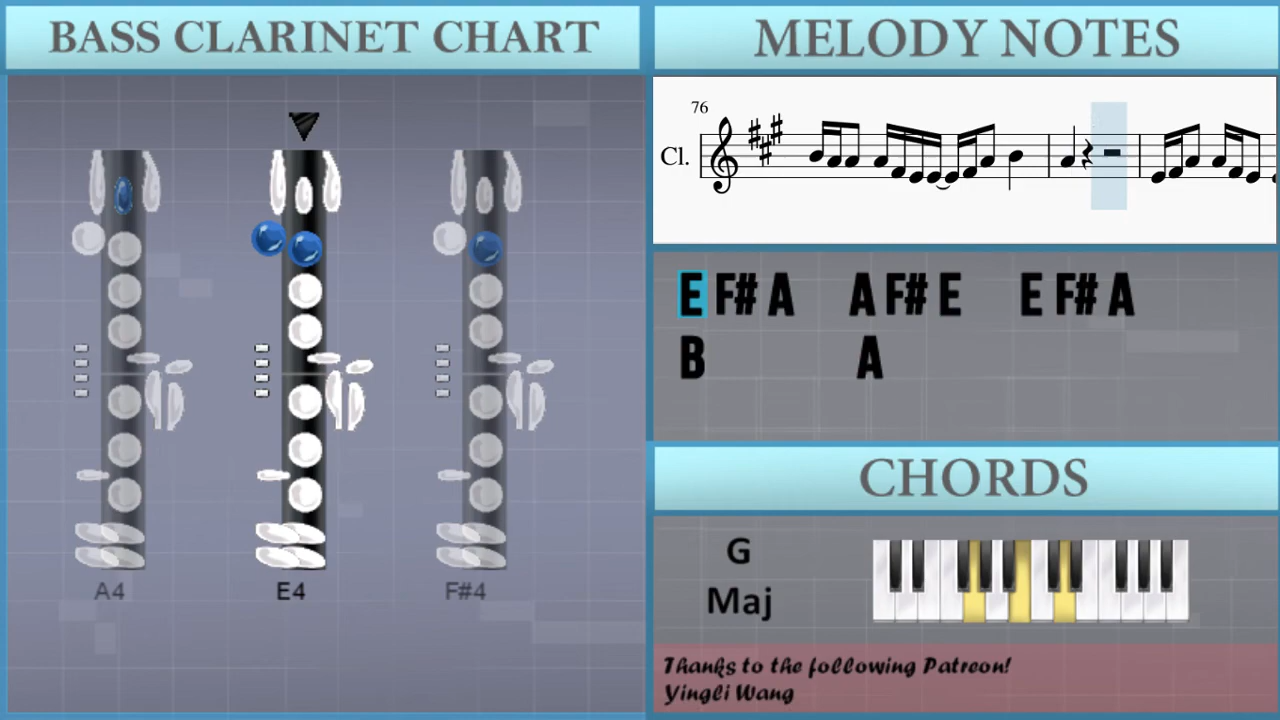 BASS CLARINET CHART
A4 E4 F#4
MELODY NOTES
76
Cl.
E F# A A F# E E F# A
B A
CHORDS
G
Maj
Thanks to the following Patreon!
Yingli Wang